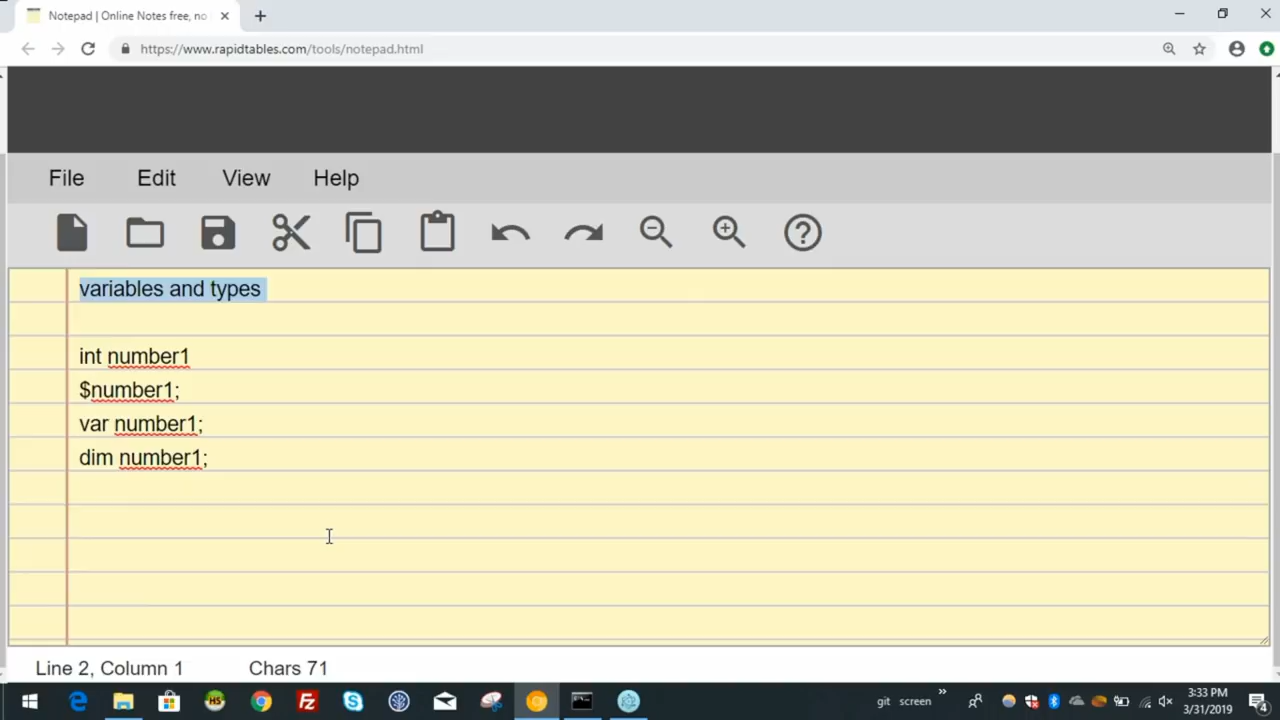 Notepad | Online Notes free, no
https://www.rapidtables.com/tools/notepad.html
File Edit View Help
variables and types
int number1
$number1;
var number1;
dim number1;
Line 2, Column 1 Chars 71
git screen
3:33 PM
3/31/2019
4